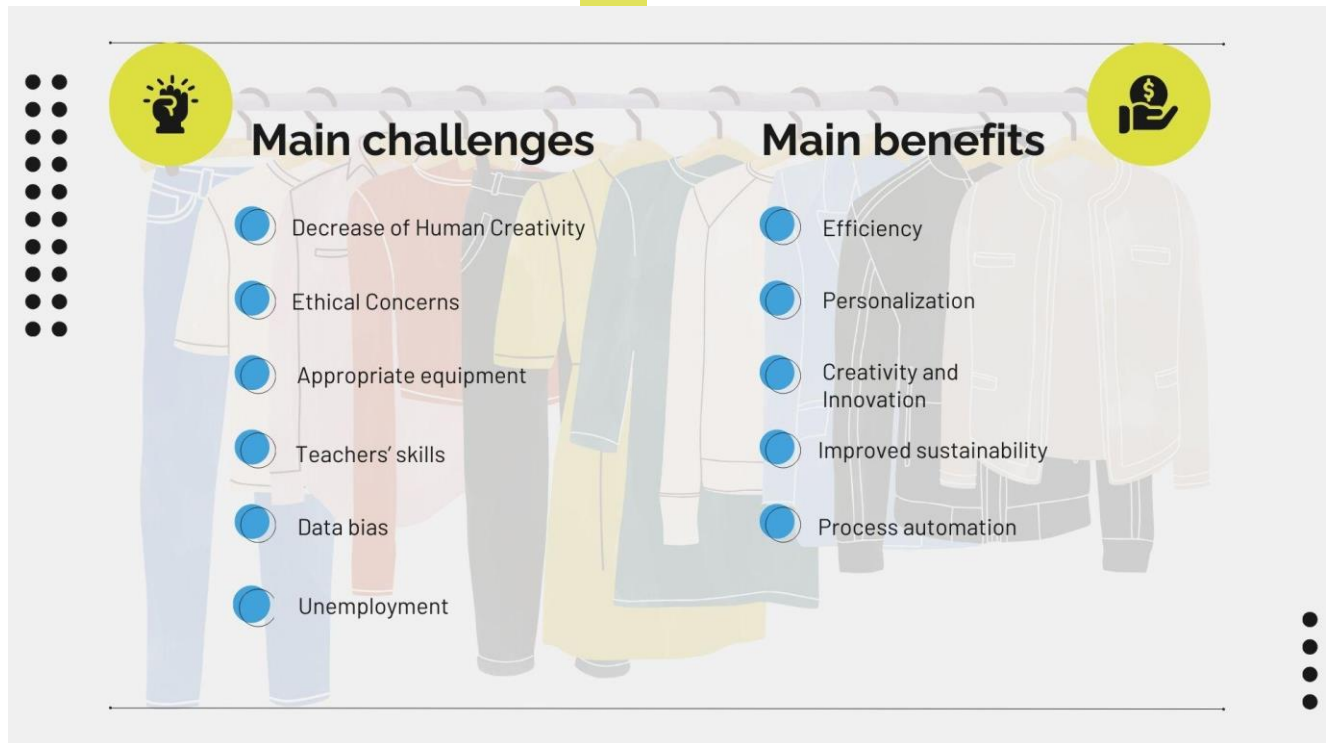 Main challenges
Decrease of Human Creativity
Ethical Concerns
Appropriate equipment
Teachers’ skills
Data bias
Unemployment
Main benefits
$
Efficiency
Personalization
Creativity and
Innovation
Improved sustainability
Process automation